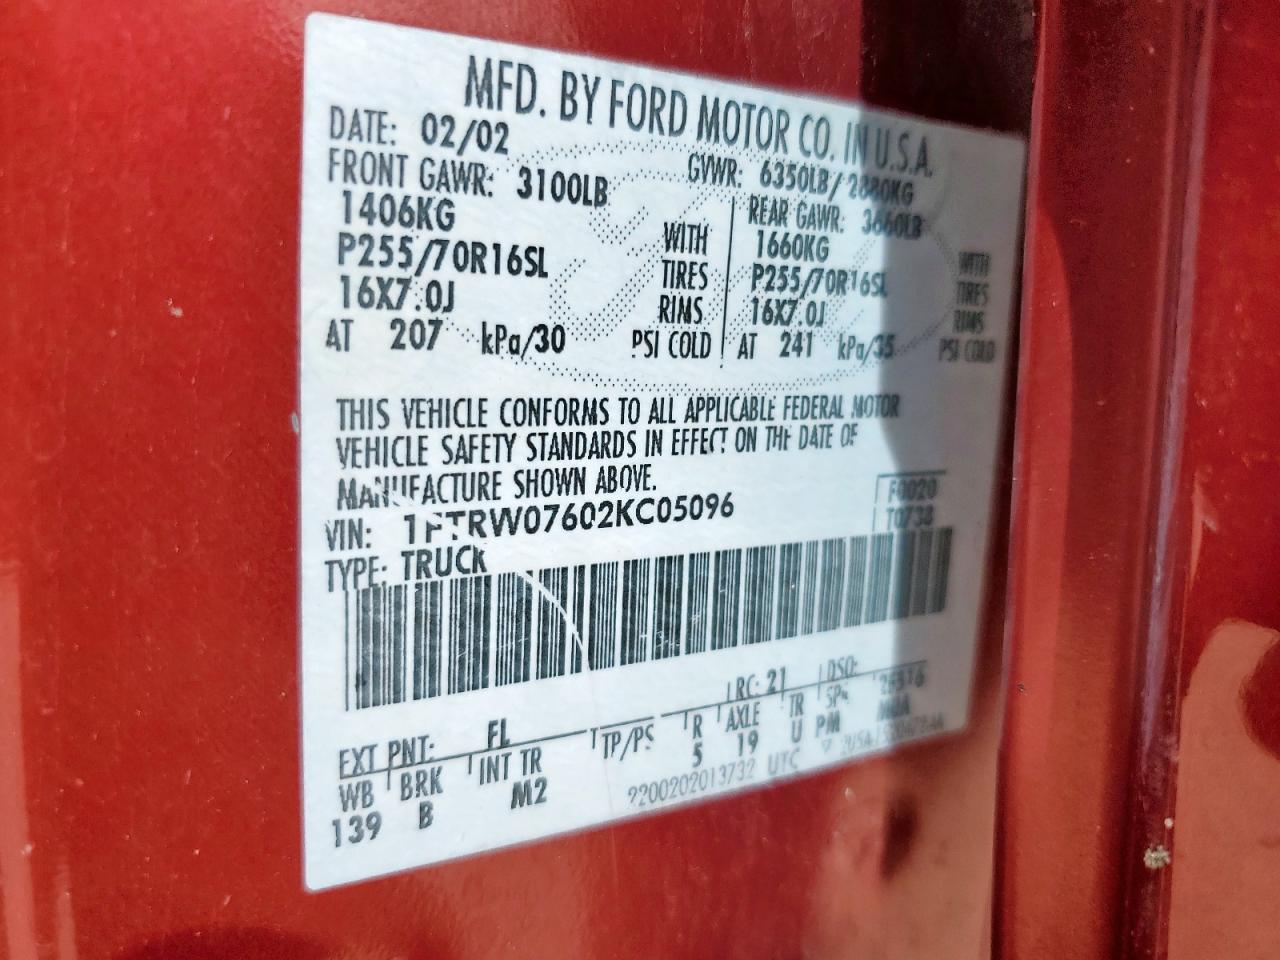 MFD. BY FORD MOTOR CO. IN U.S.A.
DATE: 02/02 GVWR: 6350LB/2880KG
FRONT GAWR: 3100LB REAR GAWR: 3660LB
1406KG WITH 1660KG WITH
P255/70R16SL TIRES P255/70R16SL TIRES
16X7.0J RIMS 16X7.0J RIMS
AT 207 kPa/30 PSI COLD AT 241 kPa/35 PSI COLD
THIS VEHICLE CONFORMS TO ALL APPLICABLE FEDERAL MOTOR
VEHICLE SAFETY STANDARDS IN EFFECT ON THE DATE OF
MANUFACTURE SHOWN ABOVE.
F0020
VIN: 1FTRW07602KC05096 T0738
TYPE: TRUCK
RC: 21 DSO:
EXT PNT: FL
WB BRK INT TR TP/PS R AXLE TR SPR
139 B M2 5 19 U PM
9200202013732 UTC